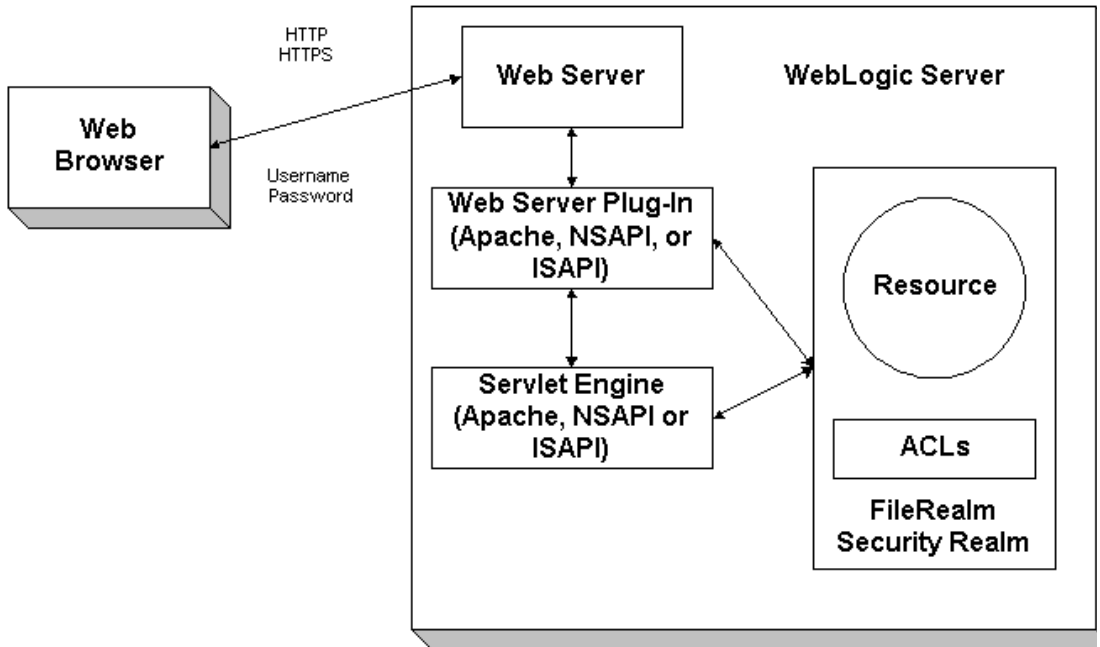 HTTP
HTTPS
Web Server
WebLogic Server
Web
Browser
Username
Password
Web Server Plug-In
(Apache, NSAPI, or
ISAPI)
Resource
Servlet Engine
(Apache, NSAPI or
ISAPI)
ACLs
FileRealm
Security Realm